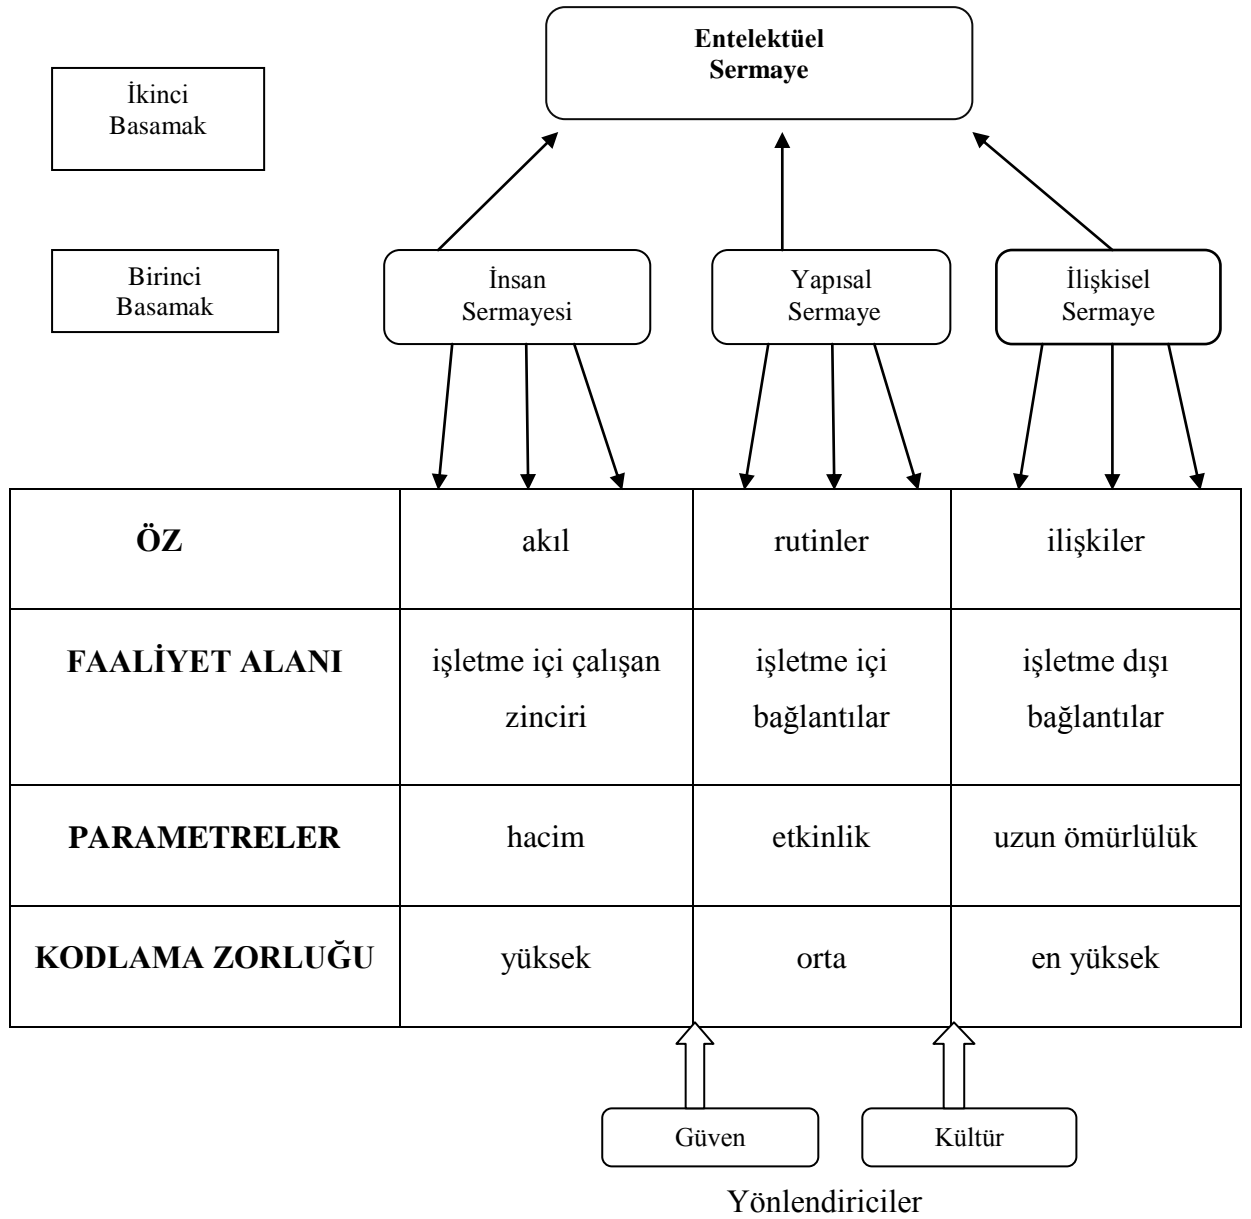 Entelektüel
Sermaye
İkinci
Basamak
Birinci
Basamak
İnsan
Sermayesi
Yapısal
Sermaye
İlişkisel
Sermaye
ÖZ
akıl
rutinler
ilişkiler
FAALİYET ALANI
işletme içi çalışan
zinciri
işletme içi
bağlantılar
işletme dışı
bağlantılar
PARAMETRELER
hacim
etkinlik
uzun ömürlülük
KODLAMA ZORLUĞU
yüksek
orta
en yüksek
Güven
Kültür
Yönlendiriciler